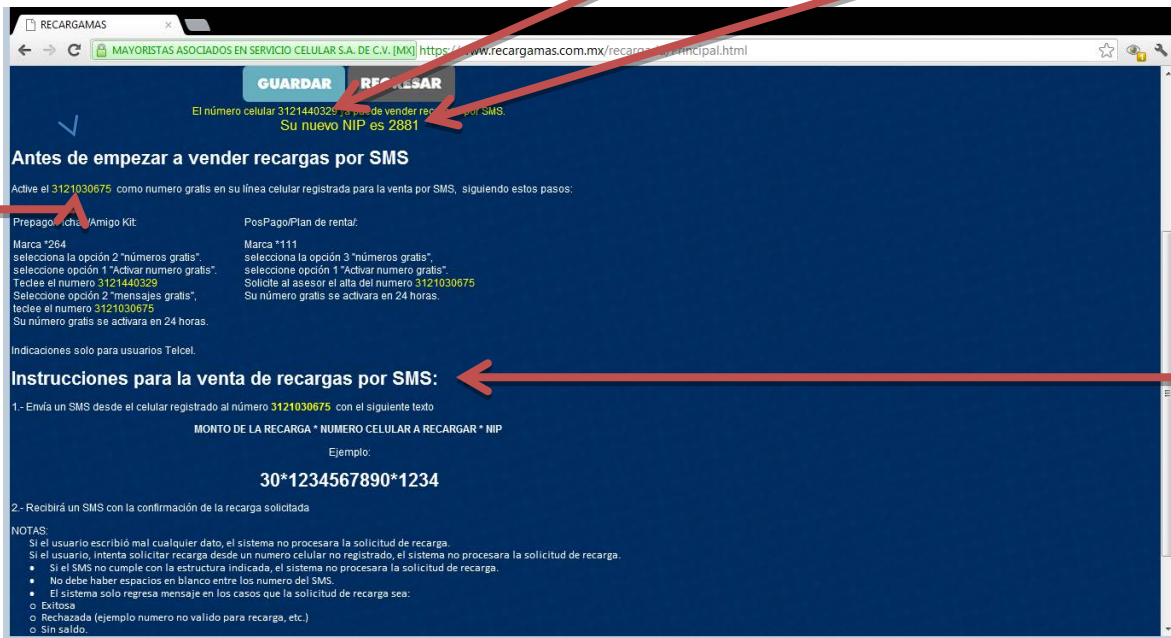 RECARGAMAS
MAYORISTAS ASOCIADOS EN SERVICIO CELULAR S.A. DE C.V. [MX] https://www.recargamas.com.mx/recargamas/Principal.html
GUARDAR REGRESAR
El número celular 3121440329 ya puede vender recargas por SMS.
Su nuevo NIP es 2881
Antes de empezar a vender recargas por SMS
Active el 3121030675 como numero gratis en su línea celular registrada para la venta por SMS, siguiendo estos pasos:
Prepago/Fichas/Amigo Kit:
Marca *264
selecciona la opción 2 "números gratis".
seleccione opción 1 "Activar numero gratis".
Teclee el numero 3121440329
Seleccione opción 2 "mensajes gratis",
teclee el numero 3121030675
Su número gratis se activara en 24 horas.
PosPago/Plan de renta/:
Marca *111
selecciona la opción 3 "números gratis",
seleccione opción 1 "Activar numero gratis".
Solicite al asesor el alta del numero 3121030675
Su número gratis se activara en 24 horas.
Indicaciones solo para usuarios Telcel.
Instrucciones para la venta de recargas por SMS:
1.- Envía un SMS desde el celular registrado al número 3121030675 con el siguiente texto
MONTO DE LA RECARGA * NUMERO CELULAR A RECARGAR * NIP
Ejemplo:
30*1234567890*1234
2.- Recibirá un SMS con la confirmación de la recarga solicitada
NOTAS:
Si el usuario escribió mal cualquier dato, el sistema no procesara la solicitud de recarga.
Si el usuario, intenta solicitar recarga desde un numero celular no registrado, el sistema no procesara la solicitud de recarga.
• Si el SMS no cumple con la estructura indicada, el sistema no procesara la solicitud de recarga.
• No debe haber espacios en blanco entre los numero del SMS.
• El sistema solo regresa mensaje en los casos que la solicitud de recarga sea:
o Exitosa
o Rechazada (ejemplo numero no valido para recarga, etc.)
o Sin saldo.